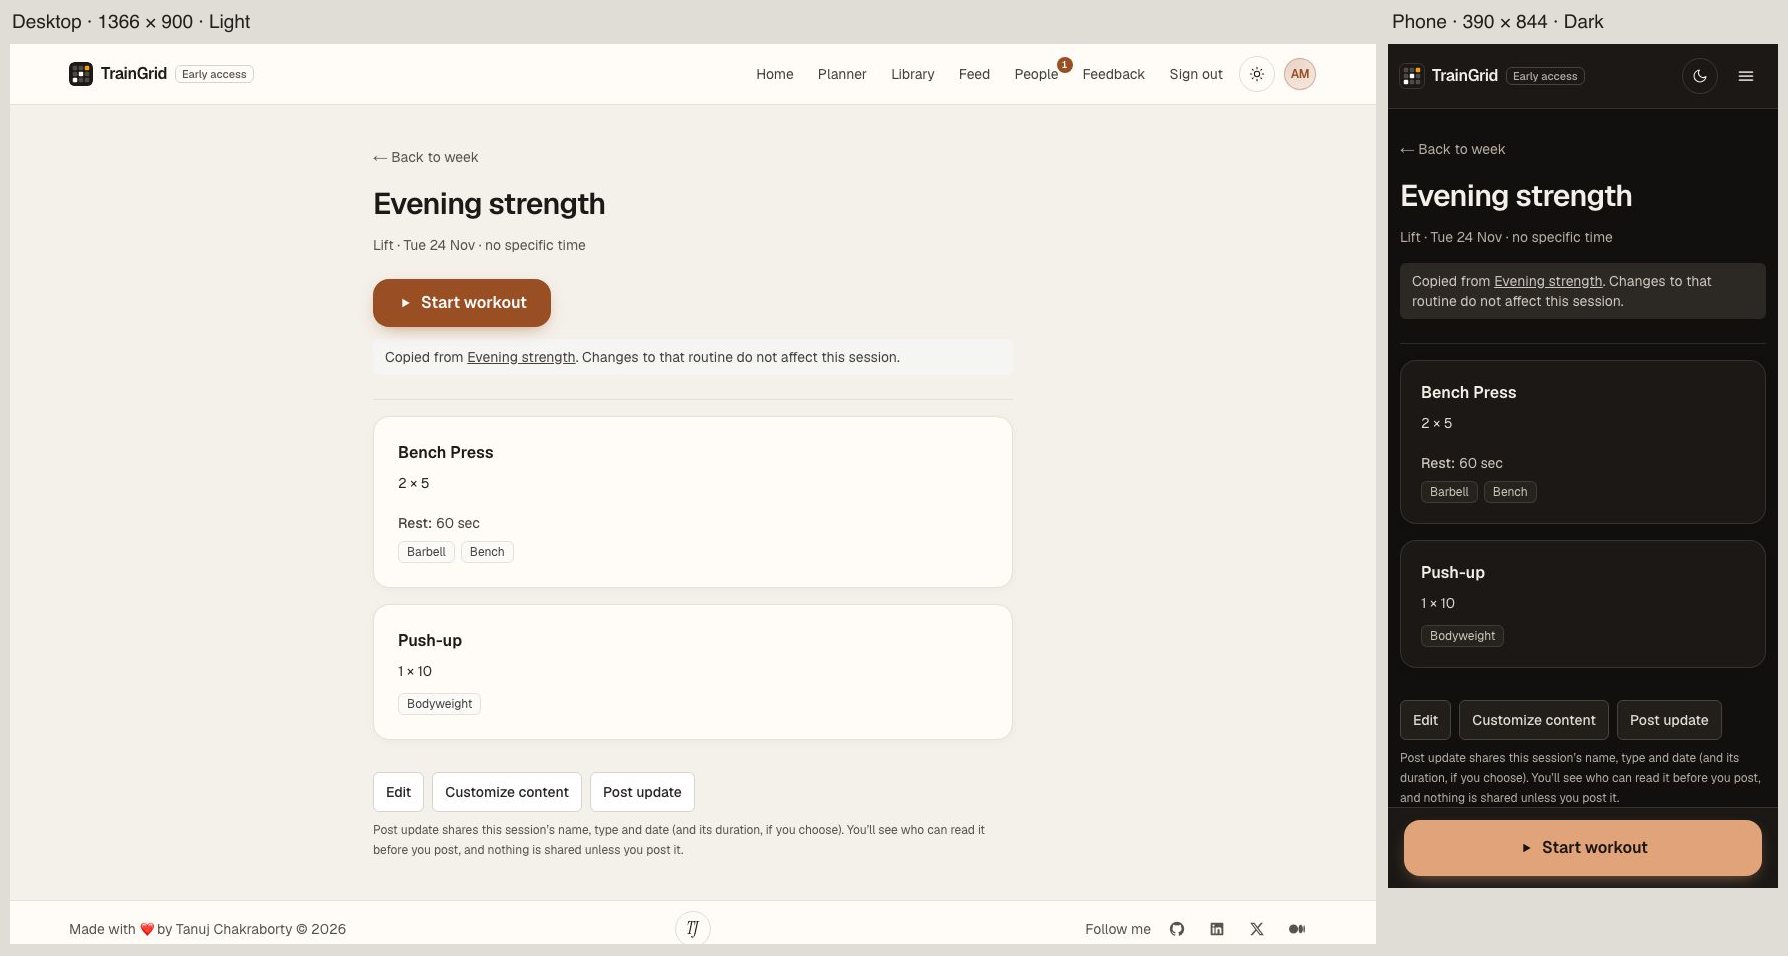 Desktop · 1366 × 900 · Light
TrainGrid Early access
Home Planner Library Feed People 1 Feedback Sign out AM
← Back to week
Evening strength
Lift · Tue 24 Nov · no specific time
Start workout
Copied from Evening strength. Changes to that routine do not affect this session.
Bench Press
2 × 5
Rest: 60 sec
Barbell Bench
Push-up
1 × 10
Bodyweight
Edit Customize content Post update
Post update shares this session’s name, type and date (and its duration, if you choose). You’ll see who can read it
before you post, and nothing is shared unless you post it.
Made with ❤️ by Tanuj Chakraborty © 2026
TJ
Follow me
Phone · 390 × 844 · Dark
TrainGrid Early access
← Back to week
Evening strength
Lift · Tue 24 Nov · no specific time
Copied from Evening strength. Changes to that
routine do not affect this session.
Bench Press
2 × 5
Rest: 60 sec
Barbell Bench
Push-up
1 × 10
Bodyweight
Edit Customize content Post update
Post update shares this session’s name, type and date (and its
duration, if you choose). You’ll see who can read it before you post,
and nothing is shared unless you post it.
Start workout